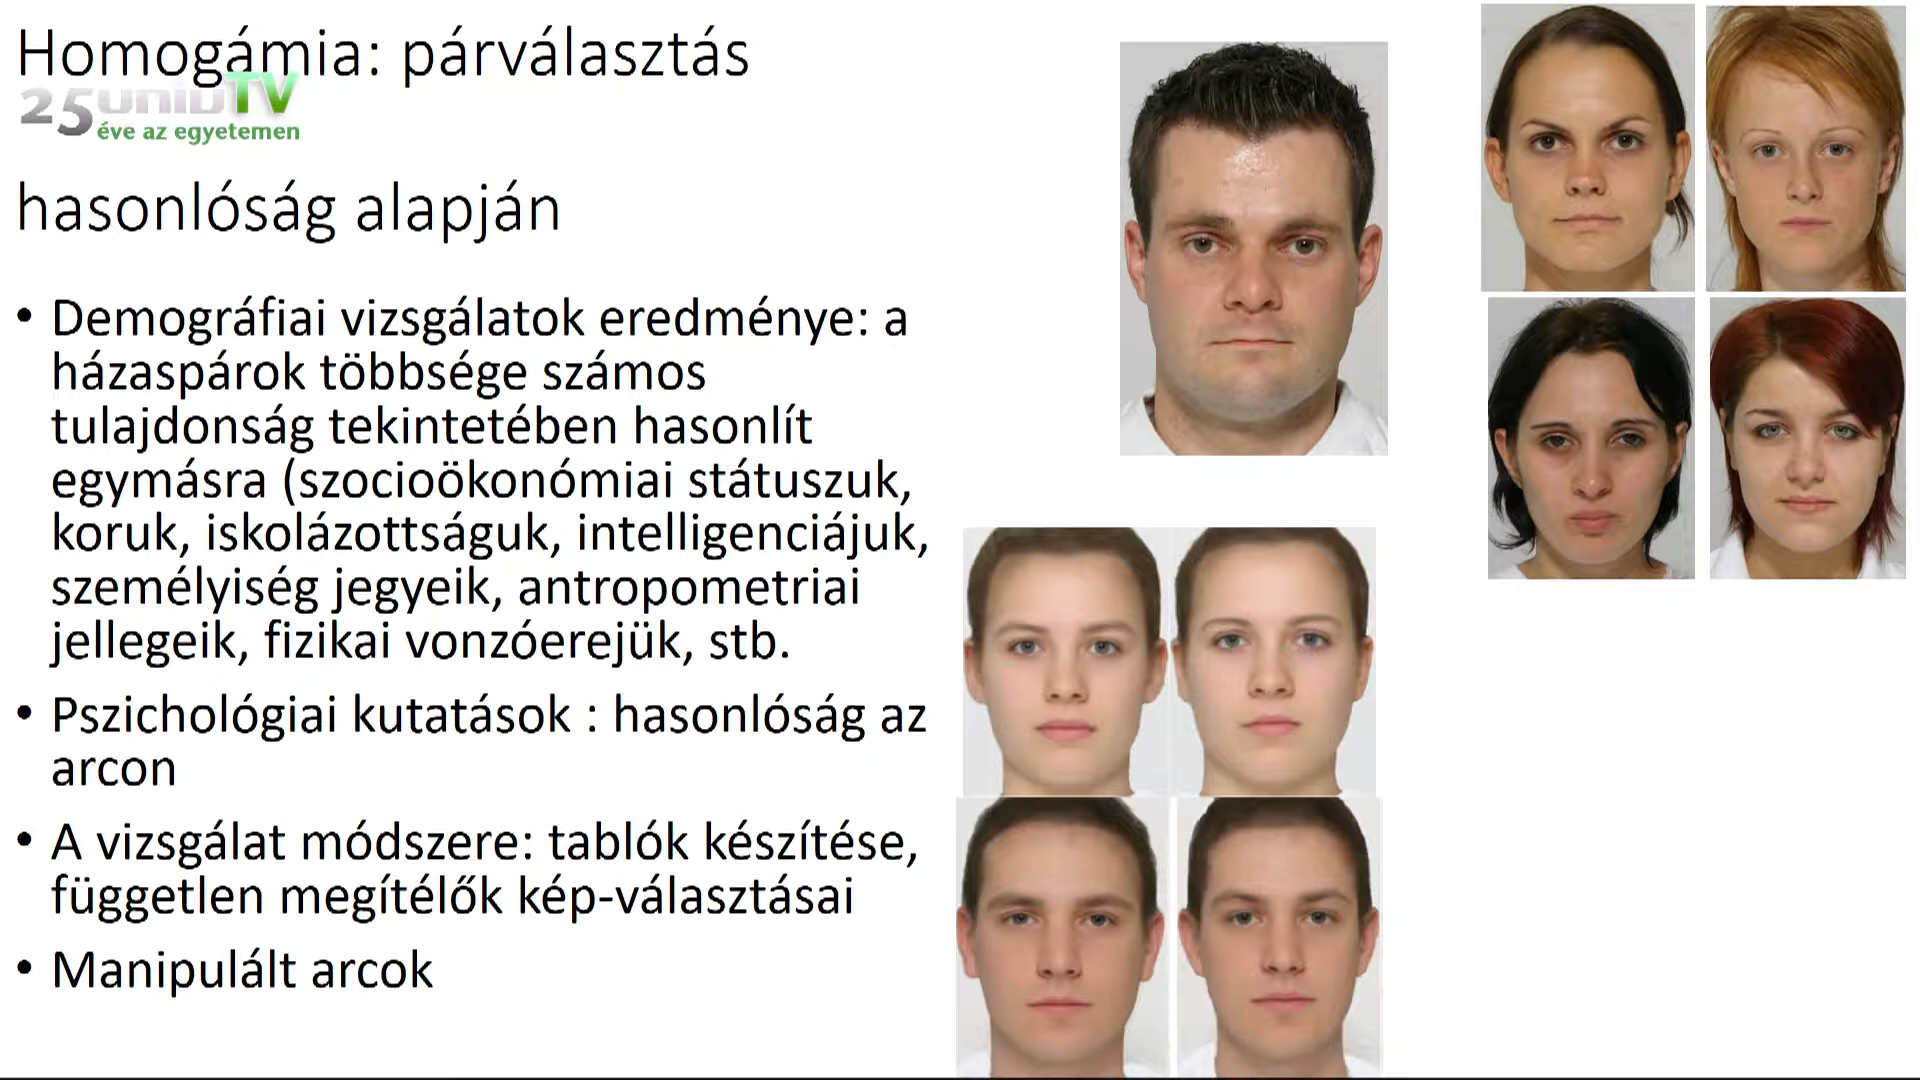 Homogámia: párválasztás
25 univTV
éve az egyetemen
hasonlóság alapján
• Demográfiai vizsgálatok eredménye: a
házaspárok többsége számos
tulajdonság tekintetében hasonlít
egymásra (szocioökonómiai státuszuk,
koruk, iskolázottságuk, intelligenciájuk,
személyiség jegyeik, antropometriai
jellegeik, fizikai vonzóerejük, stb.
• Pszichológiai kutatások : hasonlóság az
arcon
• A vizsgálat módszere: tablók készítése,
független megítélők kép-választásai
• Manipulált arcok